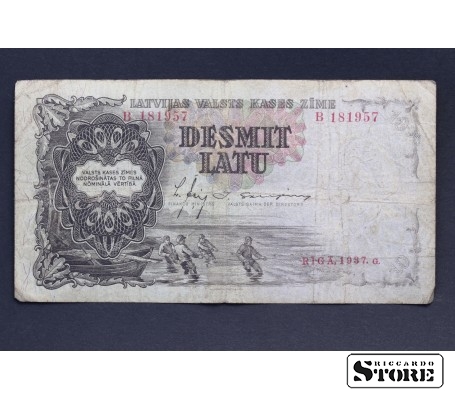 LATVIJAS VALSTS KASES ZĪME
B 181957 B 181957
DESMIT
LATU
VALSTS KASES ZĪMES
NODROŠINĀTAS TO PILNĀ
NOMINĀLĀ VĒRTĪBĀ
RĪGĀ, 1937. g.
RICCARDO
STORE